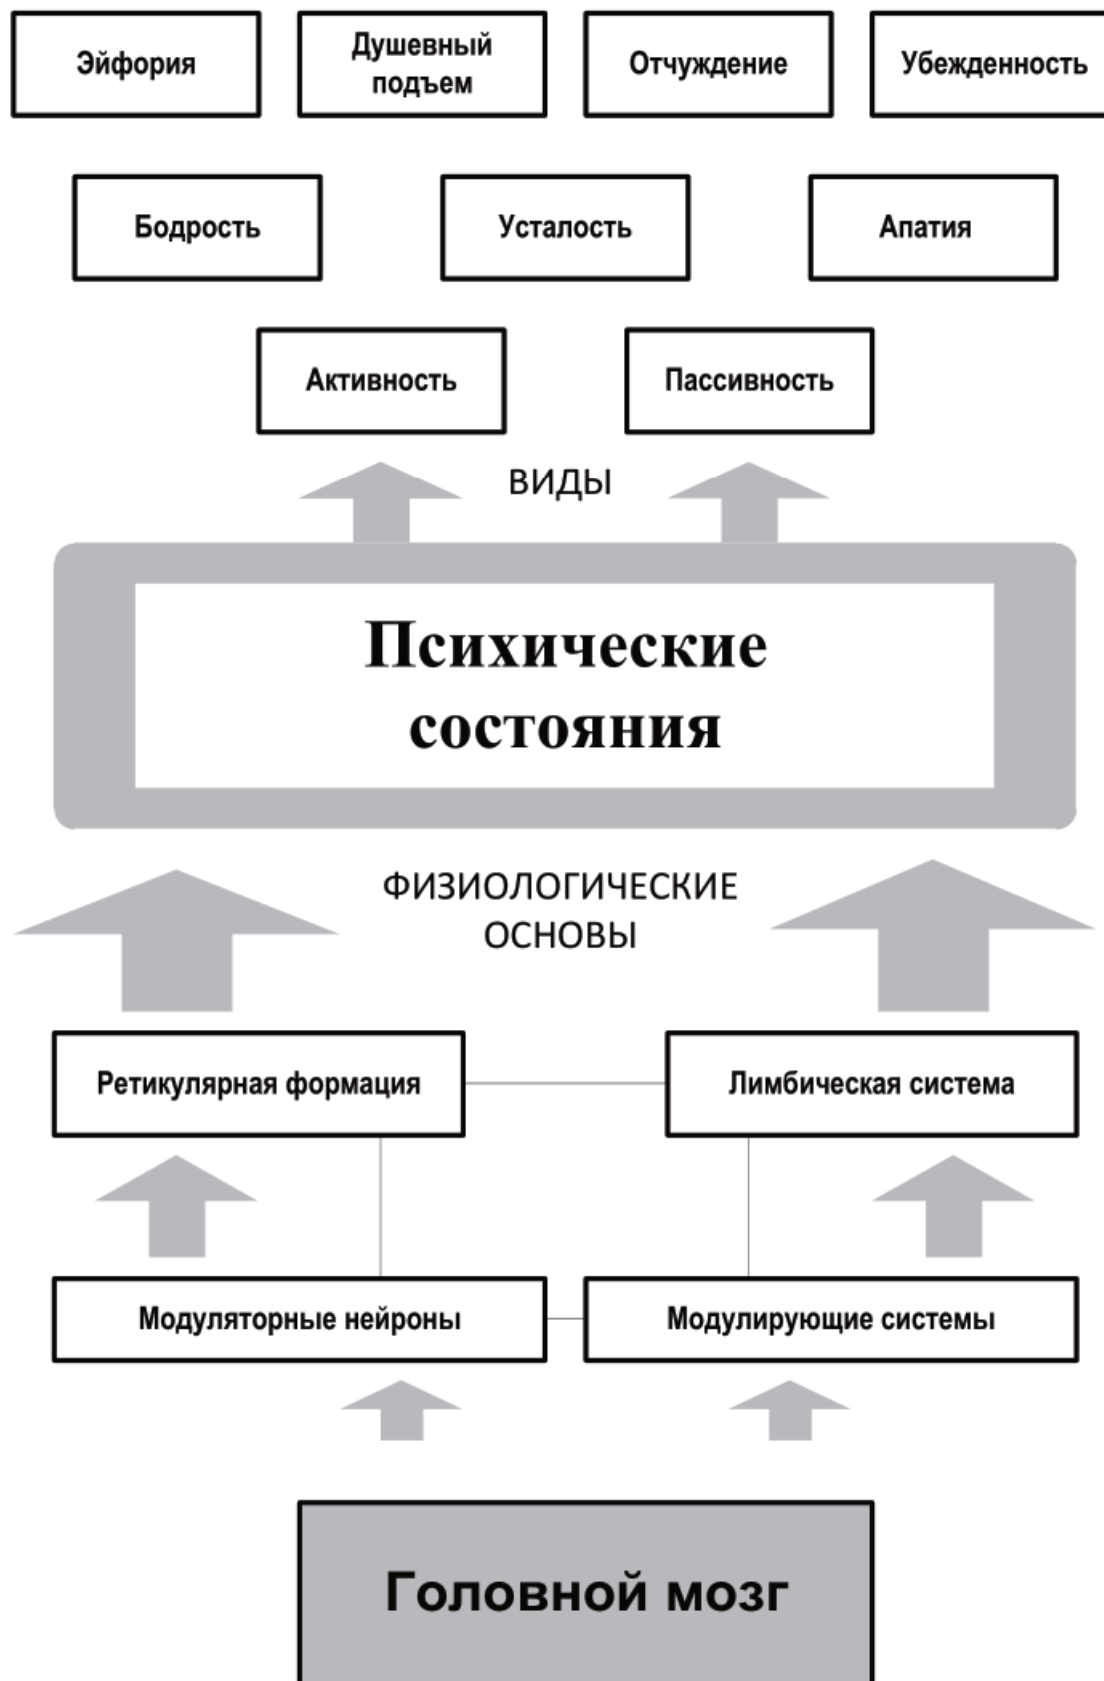 Эйфория
Душевный
подъем
Отчуждение
Убежденность
Бодрость
Усталость
Апатия
Активность
Пассивность
ВИДЫ
Психические
состояния
ФИЗИОЛОГИЧЕСКИЕ
ОСНОВЫ
Ретикулярная формация
Лимбическая система
Модуляторные нейроны
Модулирующие системы
Головной мозг